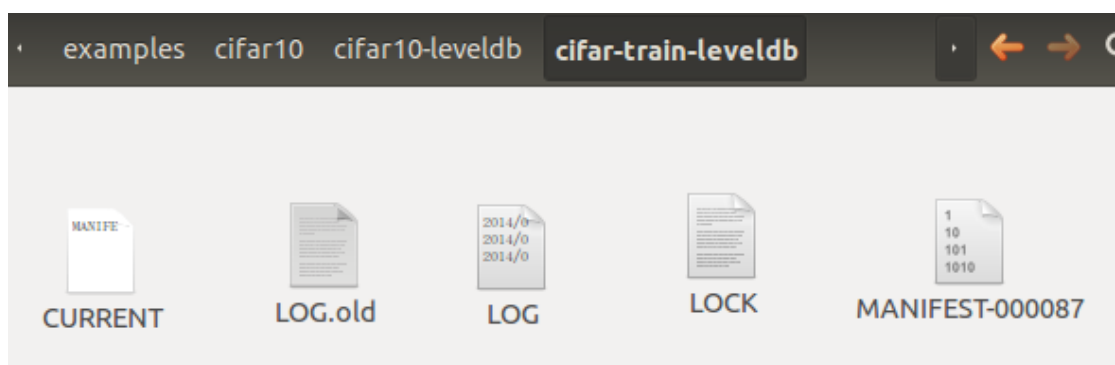 examples cifar10 cifar10-leveldb cifar-train-leveldb
MANIFE
2014/0
2014/0
2014/0
1
10
101
1010
CURRENT LOG.old LOG LOCK MANIFEST-000087